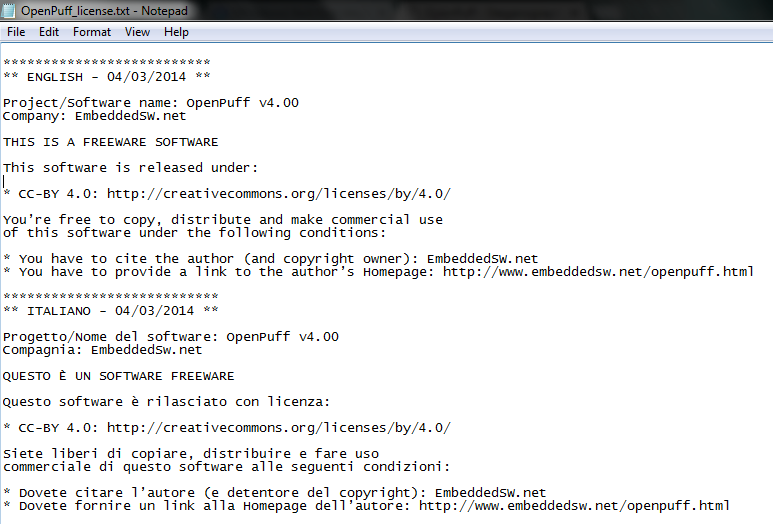 OpenPuff_license.txt - Notepad
File Edit Format View Help
**************************
** ENGLISH - 04/03/2014 **
Project/Software name: OpenPuff v4.00
Company: EmbeddedSW.net
THIS IS A FREEWARE SOFTWARE
This software is released under:
* CC-BY 4.0: http://creativecommons.org/licenses/by/4.0/
You're free to copy, distribute and make commercial use
of this software under the following conditions:
* You have to cite the author (and copyright owner): EmbeddedSW.net
* You have to provide a link to the author's Homepage: http://www.embeddedsw.net/openpuff.html
***************************
** ITALIANO - 04/03/2014 **
Progetto/Nome del software: OpenPuff v4.00
Compagnia: EmbeddedSw.net
QUESTO È UN SOFTWARE FREEWARE
Questo software è rilasciato con licenza:
* CC-BY 4.0: http://creativecommons.org/licenses/by/4.0/
Siete liberi di copiare, distribuire e fare uso
commerciale di questo software alle seguenti condizioni:
* Dovete citare l'autore (e detentore del copyright): EmbeddedSW.net
* Dovete fornire un link alla Homepage dell'autore: http://www.embeddedsw.net/openpuff.html